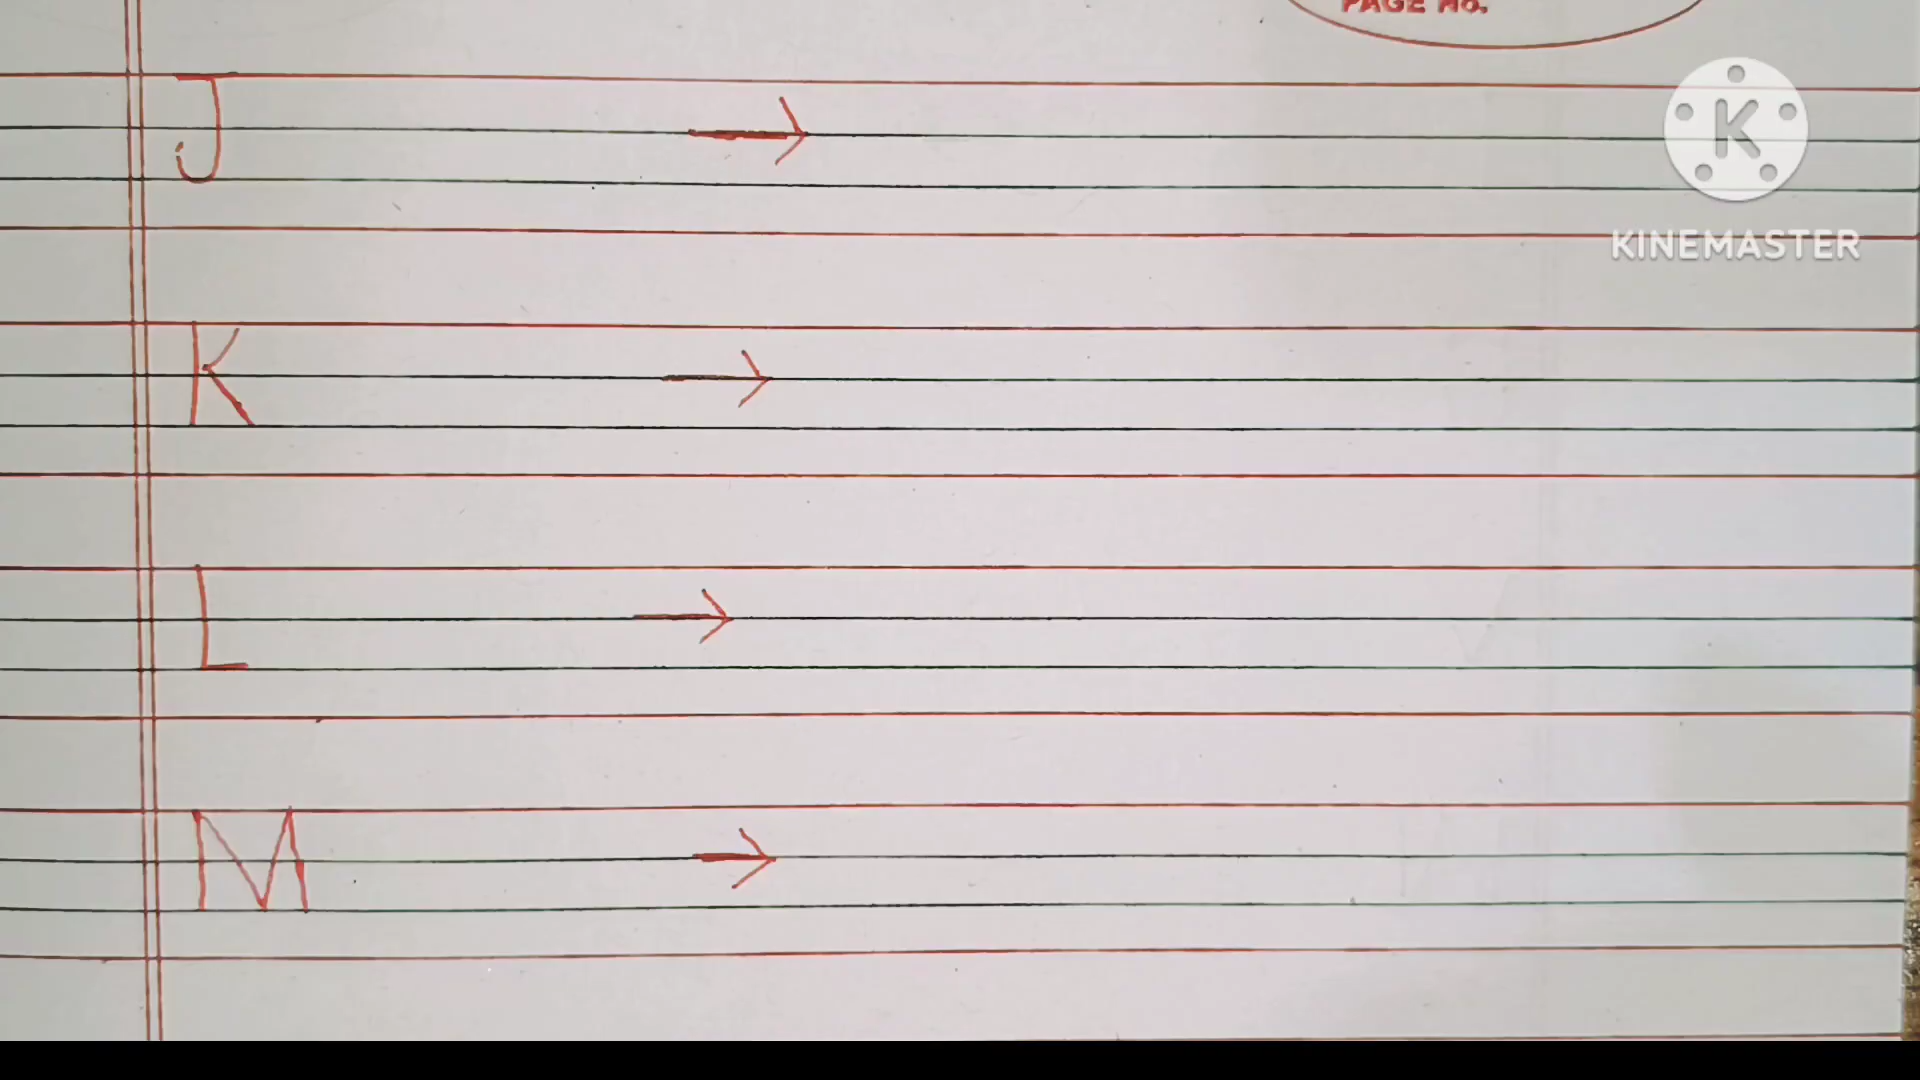 PAGE No.
J →
K
KINEMASTER
K →
L →
M →